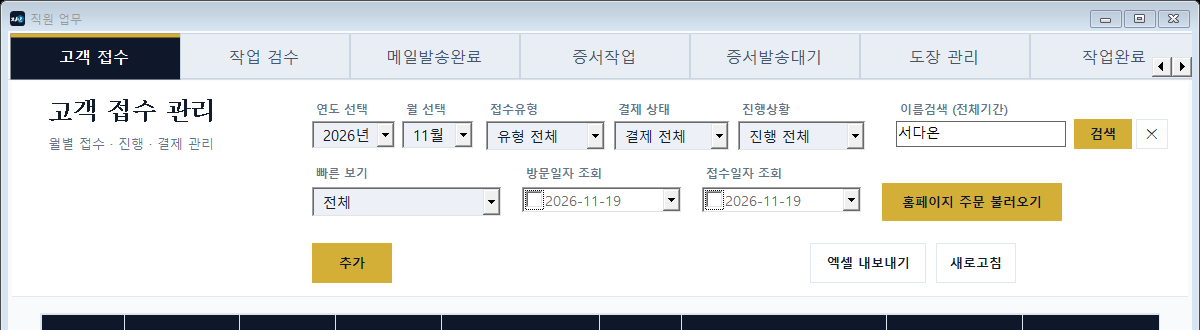 직원 업무
고객 접수 작업 검수 메일발송완료 증서작업 증서발송대기 도장 관리 작업완료
고객 접수 관리
월별 접수 · 진행 · 결제 관리
연도 선택 월 선택 접수유형 결제 상태 진행상황 이름검색 (전체기간)
2026년 11월 유형 전체 결제 전체 진행 전체 서다온 검색
빠른 보기 방문일자 조회 접수일자 조회
전체 2026-11-19 2026-11-19 홈페이지 주문 불러오기
추가 엑셀 내보내기 새로고침